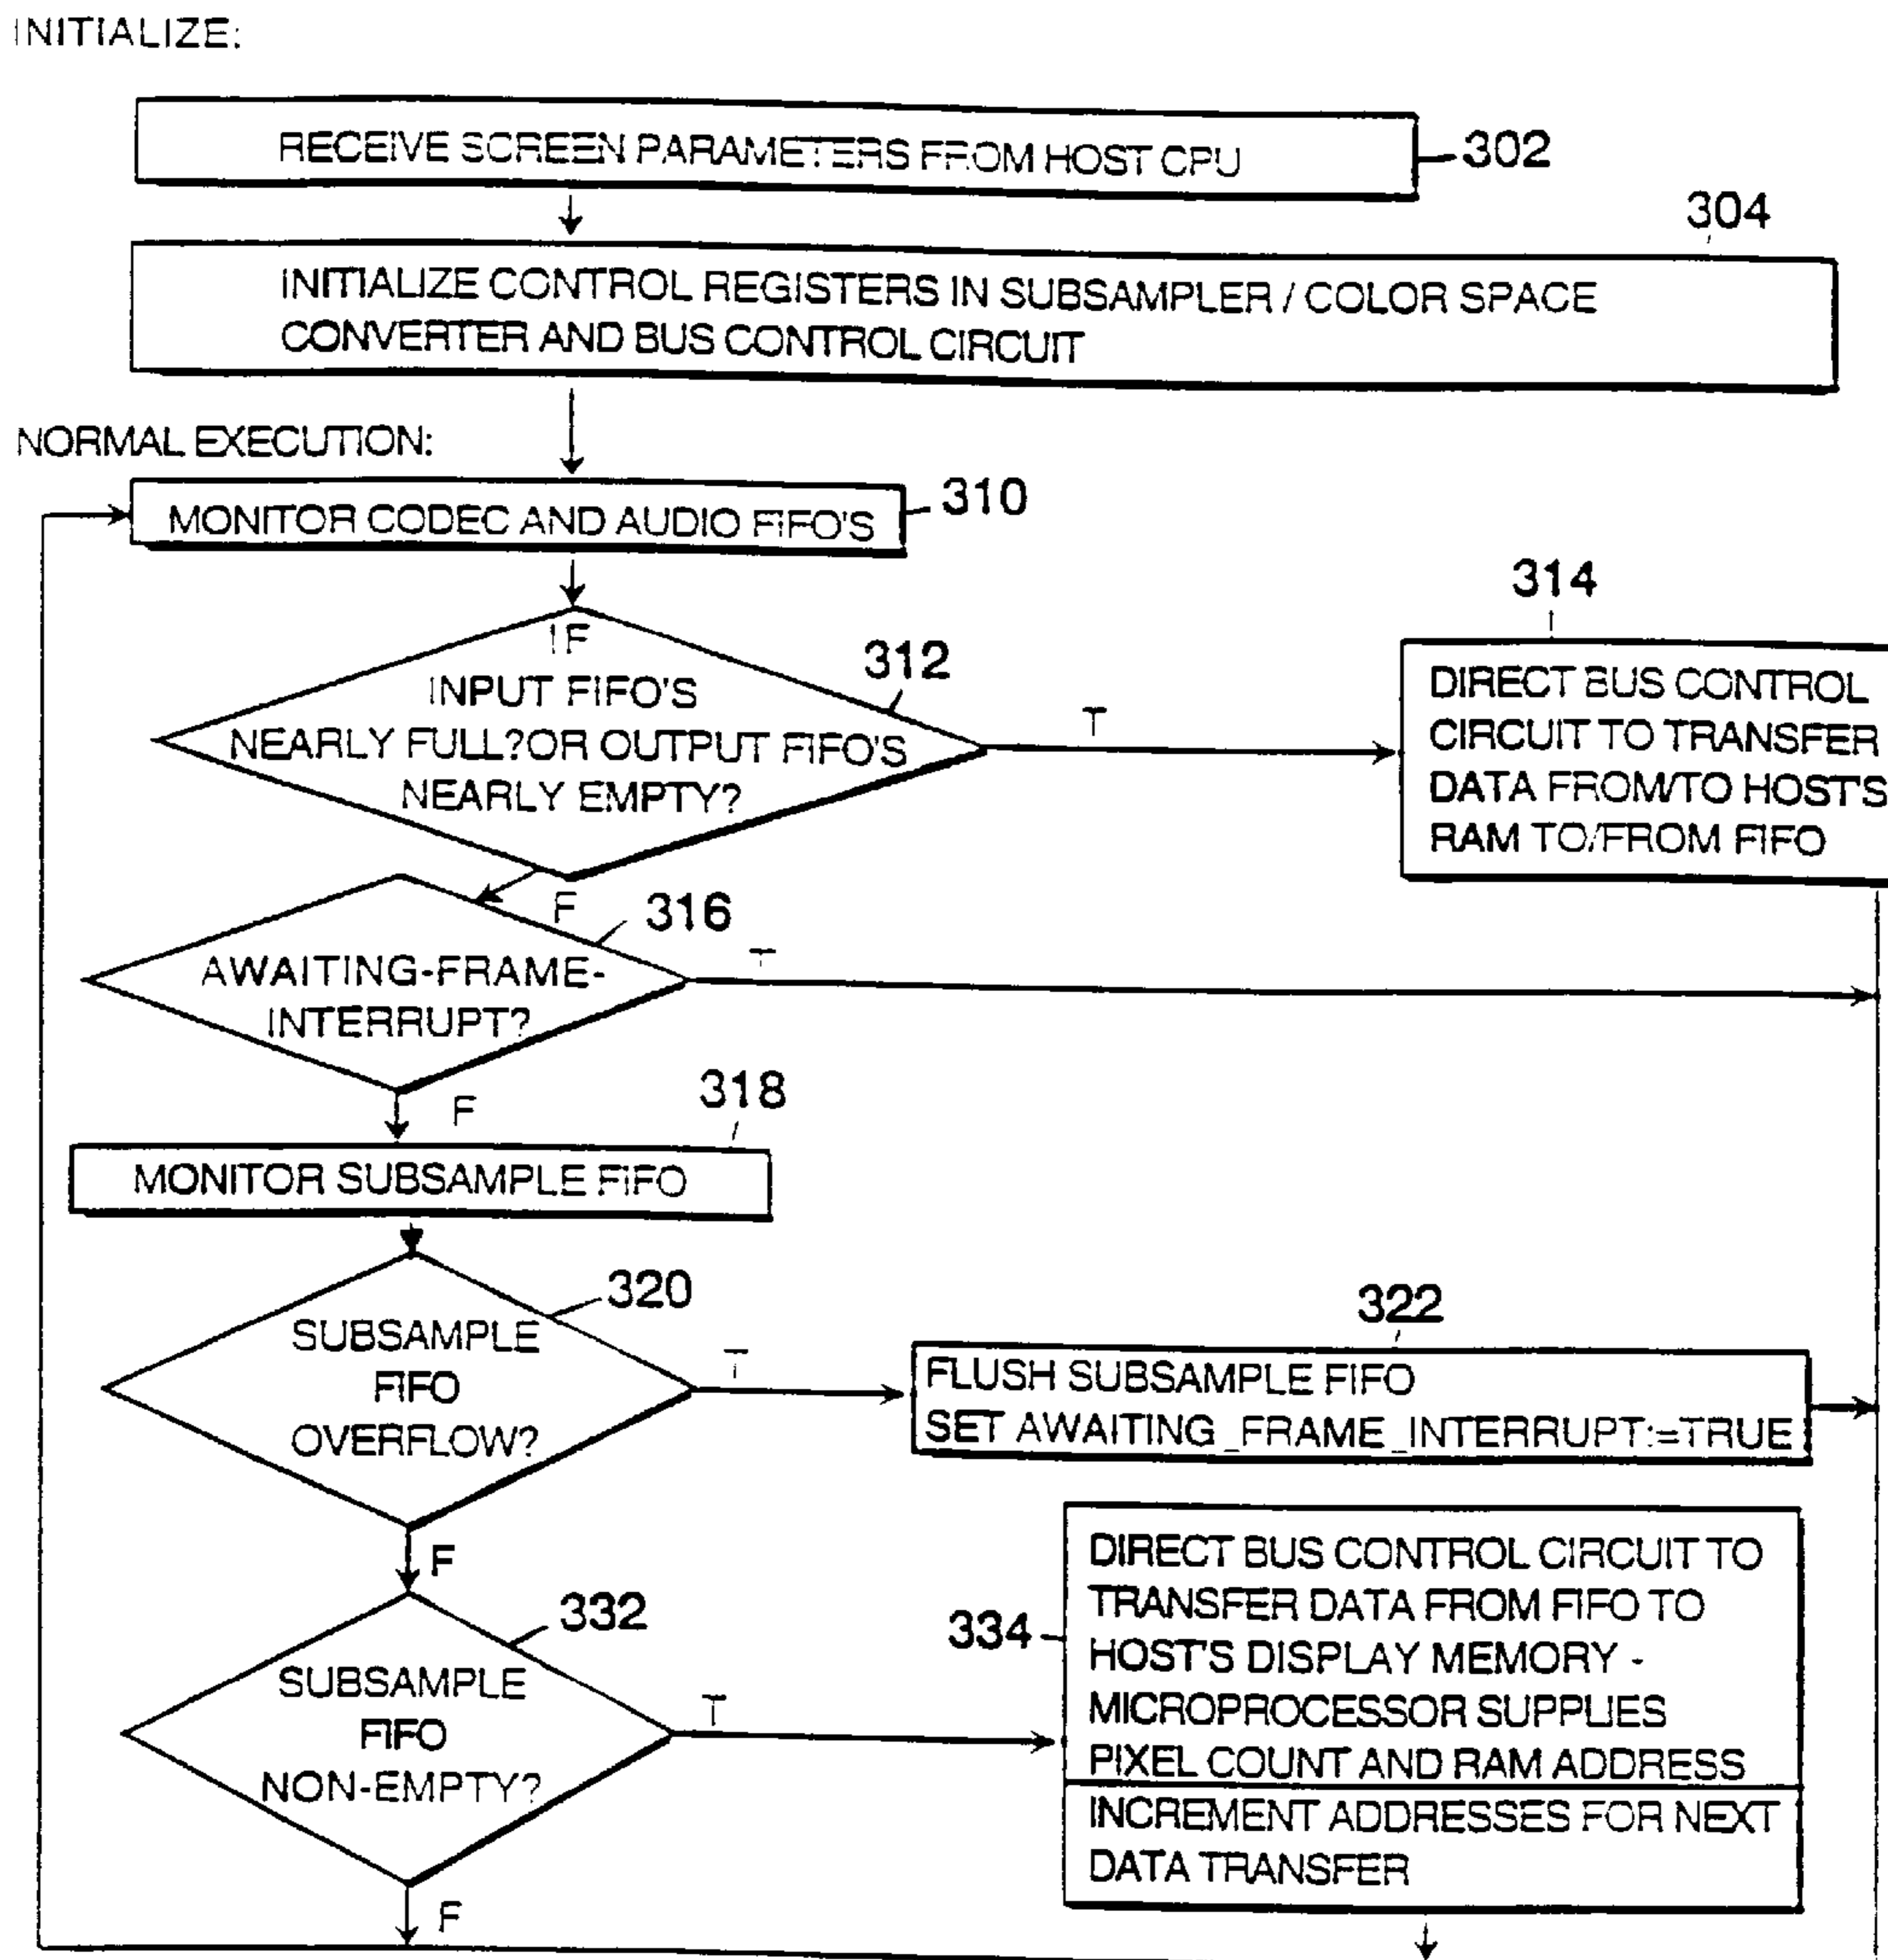 INITIALIZE:
RECEIVE SCREEN PARAMETERS FROM HOST CPU
302
304
INITIALIZE CONTROL REGISTERS IN SUBSAMPLER / COLOR SPACE
CONVERTER AND BUS CONTROL CIRCUIT
NORMAL EXECUTION:
MONITOR CODEC AND AUDIO FIFO'S
310
IF
INPUT FIFO'S
NEARLY FULL?OR OUTPUT FIFO'S
NEARLY EMPTY?
312
T
314
DIRECT BUS CONTROL
CIRCUIT TO TRANSFER
DATA FROM/TO HOST'S
RAM TO/FROM FIFO
F
316
AWAITING-FRAME-
INTERRUPT?
T
F
318
MONITOR SUBSAMPLE FIFO
320
SUBSAMPLE
FIFO
OVERFLOW?
T
322
FLUSH SUBSAMPLE FIFO
SET AWAITING_FRAME_INTERRUPT:=TRUE
F
332
SUBSAMPLE
FIFO
NON-EMPTY?
T
334
DIRECT BUS CONTROL CIRCUIT TO
TRANSFER DATA FROM FIFO TO
HOST'S DISPLAY MEMORY -
MICROPROCESSOR SUPPLIES
PIXEL COUNT AND RAM ADDRESS
INCREMENT ADDRESSES FOR NEXT
DATA TRANSFER
F